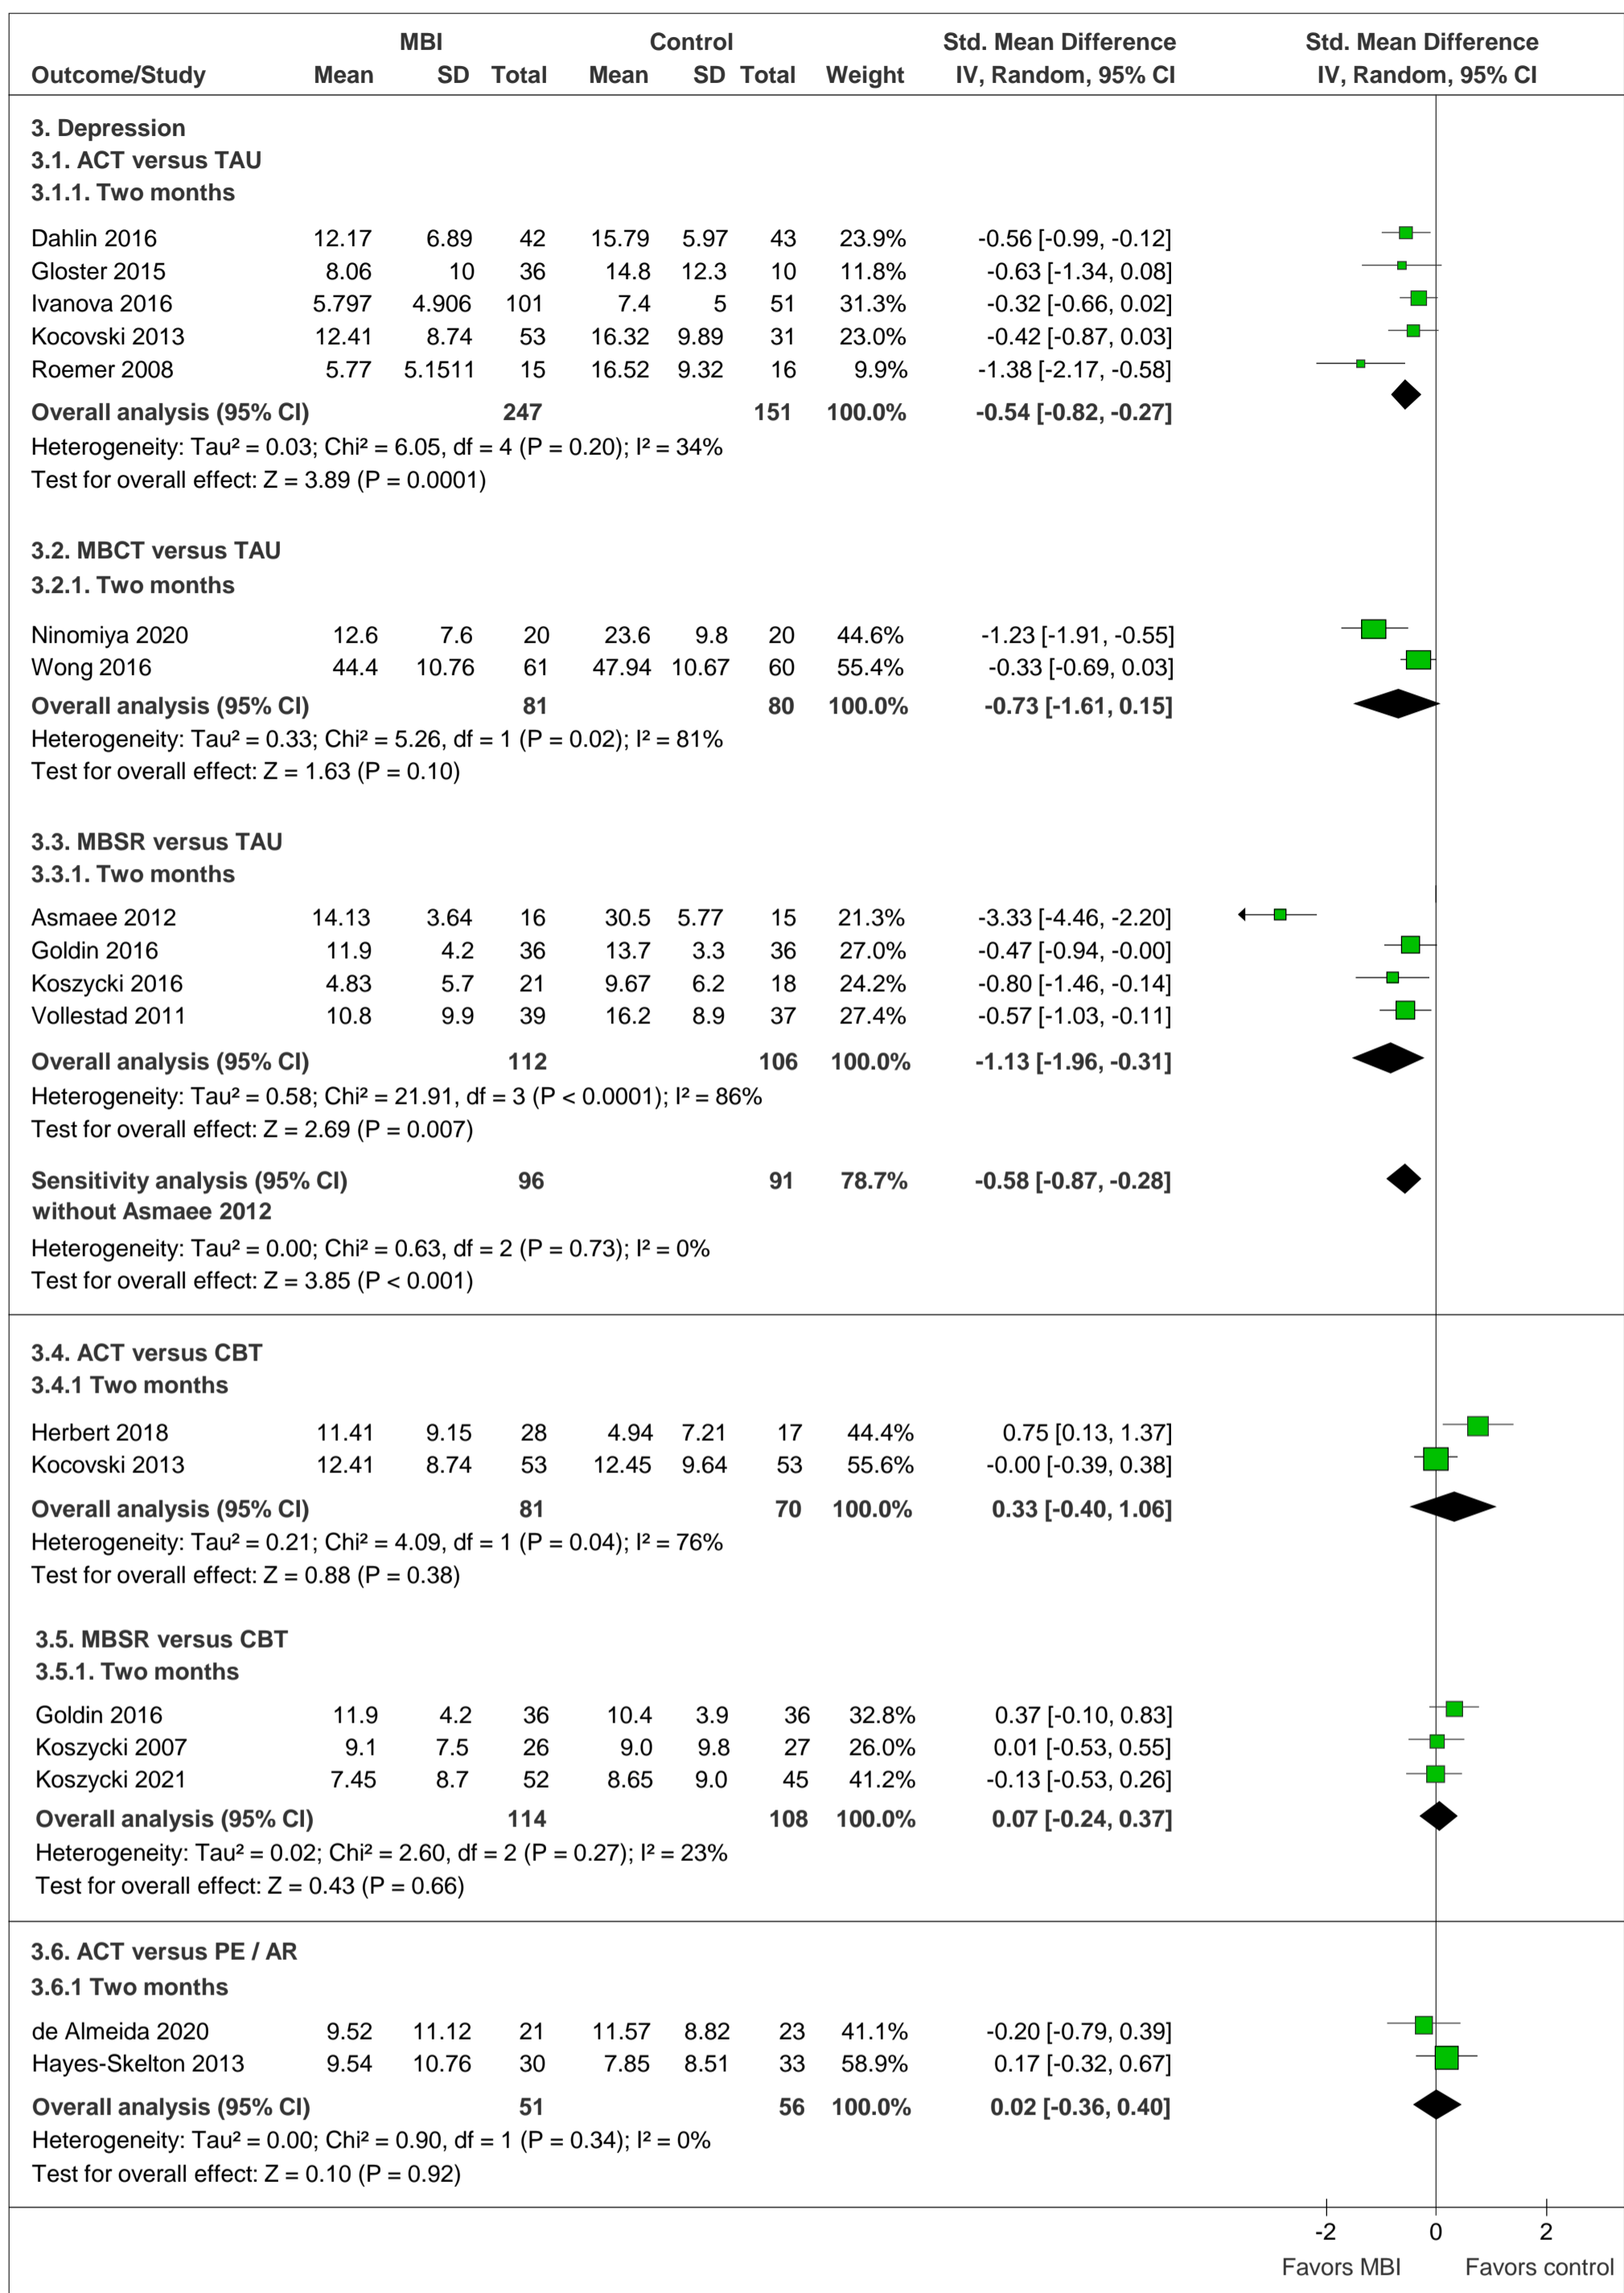 MBI Control Std. Mean Difference Std. Mean Difference
Outcome/Study Mean SD Total Mean SD Total Weight IV, Random, 95% CI IV, Random, 95% CI
3. Depression
3.1. ACT versus TAU
3.1.1. Two months
Dahlin 2016 12.17 6.89 42 15.79 5.97 43 23.9% -0.56 [-0.99, -0.12]
Gloster 2015 8.06 10 36 14.8 12.3 10 11.8% -0.63 [-1.34, 0.08]
Ivanova 2016 5.797 4.906 101 7.4 5 51 31.3% -0.32 [-0.66, 0.02]
Kocovski 2013 12.41 8.74 53 16.32 9.89 31 23.0% -0.42 [-0.87, 0.03]
Roemer 2008 5.77 5.1511 15 16.52 9.32 16 9.9% -1.38 [-2.17, -0.58]
Overall analysis (95% CI) 247 151 100.0% -0.54 [-0.82, -0.27]
Heterogeneity: Tau² = 0.03; Chi² = 6.05, df = 4 (P = 0.20); I² = 34%
Test for overall effect: Z = 3.89 (P = 0.0001)
3.2. MBCT versus TAU
3.2.1. Two months
Ninomiya 2020 12.6 7.6 20 23.6 9.8 20 44.6% -1.23 [-1.91, -0.55]
Wong 2016 44.4 10.76 61 47.94 10.67 60 55.4% -0.33 [-0.69, 0.03]
Overall analysis (95% CI) 81 80 100.0% -0.73 [-1.61, 0.15]
Heterogeneity: Tau² = 0.33; Chi² = 5.26, df = 1 (P = 0.02); I² = 81%
Test for overall effect: Z = 1.63 (P = 0.10)
3.3. MBSR versus TAU
3.3.1. Two months
Asmaee 2012 14.13 3.64 16 30.5 5.77 15 21.3% -3.33 [-4.46, -2.20]
Goldin 2016 11.9 4.2 36 13.7 3.3 36 27.0% -0.47 [-0.94, -0.00]
Koszycki 2016 4.83 5.7 21 9.67 6.2 18 24.2% -0.80 [-1.46, -0.14]
Vollestad 2011 10.8 9.9 39 16.2 8.9 37 27.4% -0.57 [-1.03, -0.11]
Overall analysis (95% CI) 112 106 100.0% -1.13 [-1.96, -0.31]
Heterogeneity: Tau² = 0.58; Chi² = 21.91, df = 3 (P < 0.0001); I² = 86%
Test for overall effect: Z = 2.69 (P = 0.007)
Sensitivity analysis (95% CI) 96 91 78.7% -0.58 [-0.87, -0.28]
without Asmaee 2012
Heterogeneity: Tau² = 0.00; Chi² = 0.63, df = 2 (P = 0.73); I² = 0%
Test for overall effect: Z = 3.85 (P < 0.001)
3.4. ACT versus CBT
3.4.1 Two months
Herbert 2018 11.41 9.15 28 4.94 7.21 17 44.4% 0.75 [0.13, 1.37]
Kocovski 2013 12.41 8.74 53 12.45 9.64 53 55.6% -0.00 [-0.39, 0.38]
Overall analysis (95% CI) 81 70 100.0% 0.33 [-0.40, 1.06]
Heterogeneity: Tau² = 0.21; Chi² = 4.09, df = 1 (P = 0.04); I² = 76%
Test for overall effect: Z = 0.88 (P = 0.38)
3.5. MBSR versus CBT
3.5.1. Two months
Goldin 2016 11.9 4.2 36 10.4 3.9 36 32.8% 0.37 [-0.10, 0.83]
Koszycki 2007 9.1 7.5 26 9.0 9.8 27 26.0% 0.01 [-0.53, 0.55]
Koszycki 2021 7.45 8.7 52 8.65 9.0 45 41.2% -0.13 [-0.53, 0.26]
Overall analysis (95% CI) 114 108 100.0% 0.07 [-0.24, 0.37]
Heterogeneity: Tau² = 0.02; Chi² = 2.60, df = 2 (P = 0.27); I² = 23%
Test for overall effect: Z = 0.43 (P = 0.66)
3.6. ACT versus PE / AR
3.6.1 Two months
de Almeida 2020 9.52 11.12 21 11.57 8.82 23 41.1% -0.20 [-0.79, 0.39]
Hayes-Skelton 2013 9.54 10.76 30 7.85 8.51 33 58.9% 0.17 [-0.32, 0.67]
Overall analysis (95% CI) 51 56 100.0% 0.02 [-0.36, 0.40]
Heterogeneity: Tau² = 0.00; Chi² = 0.90, df = 1 (P = 0.34); I² = 0%
Test for overall effect: Z = 0.10 (P = 0.92)
-2 0 2
Favors MBI Favors control